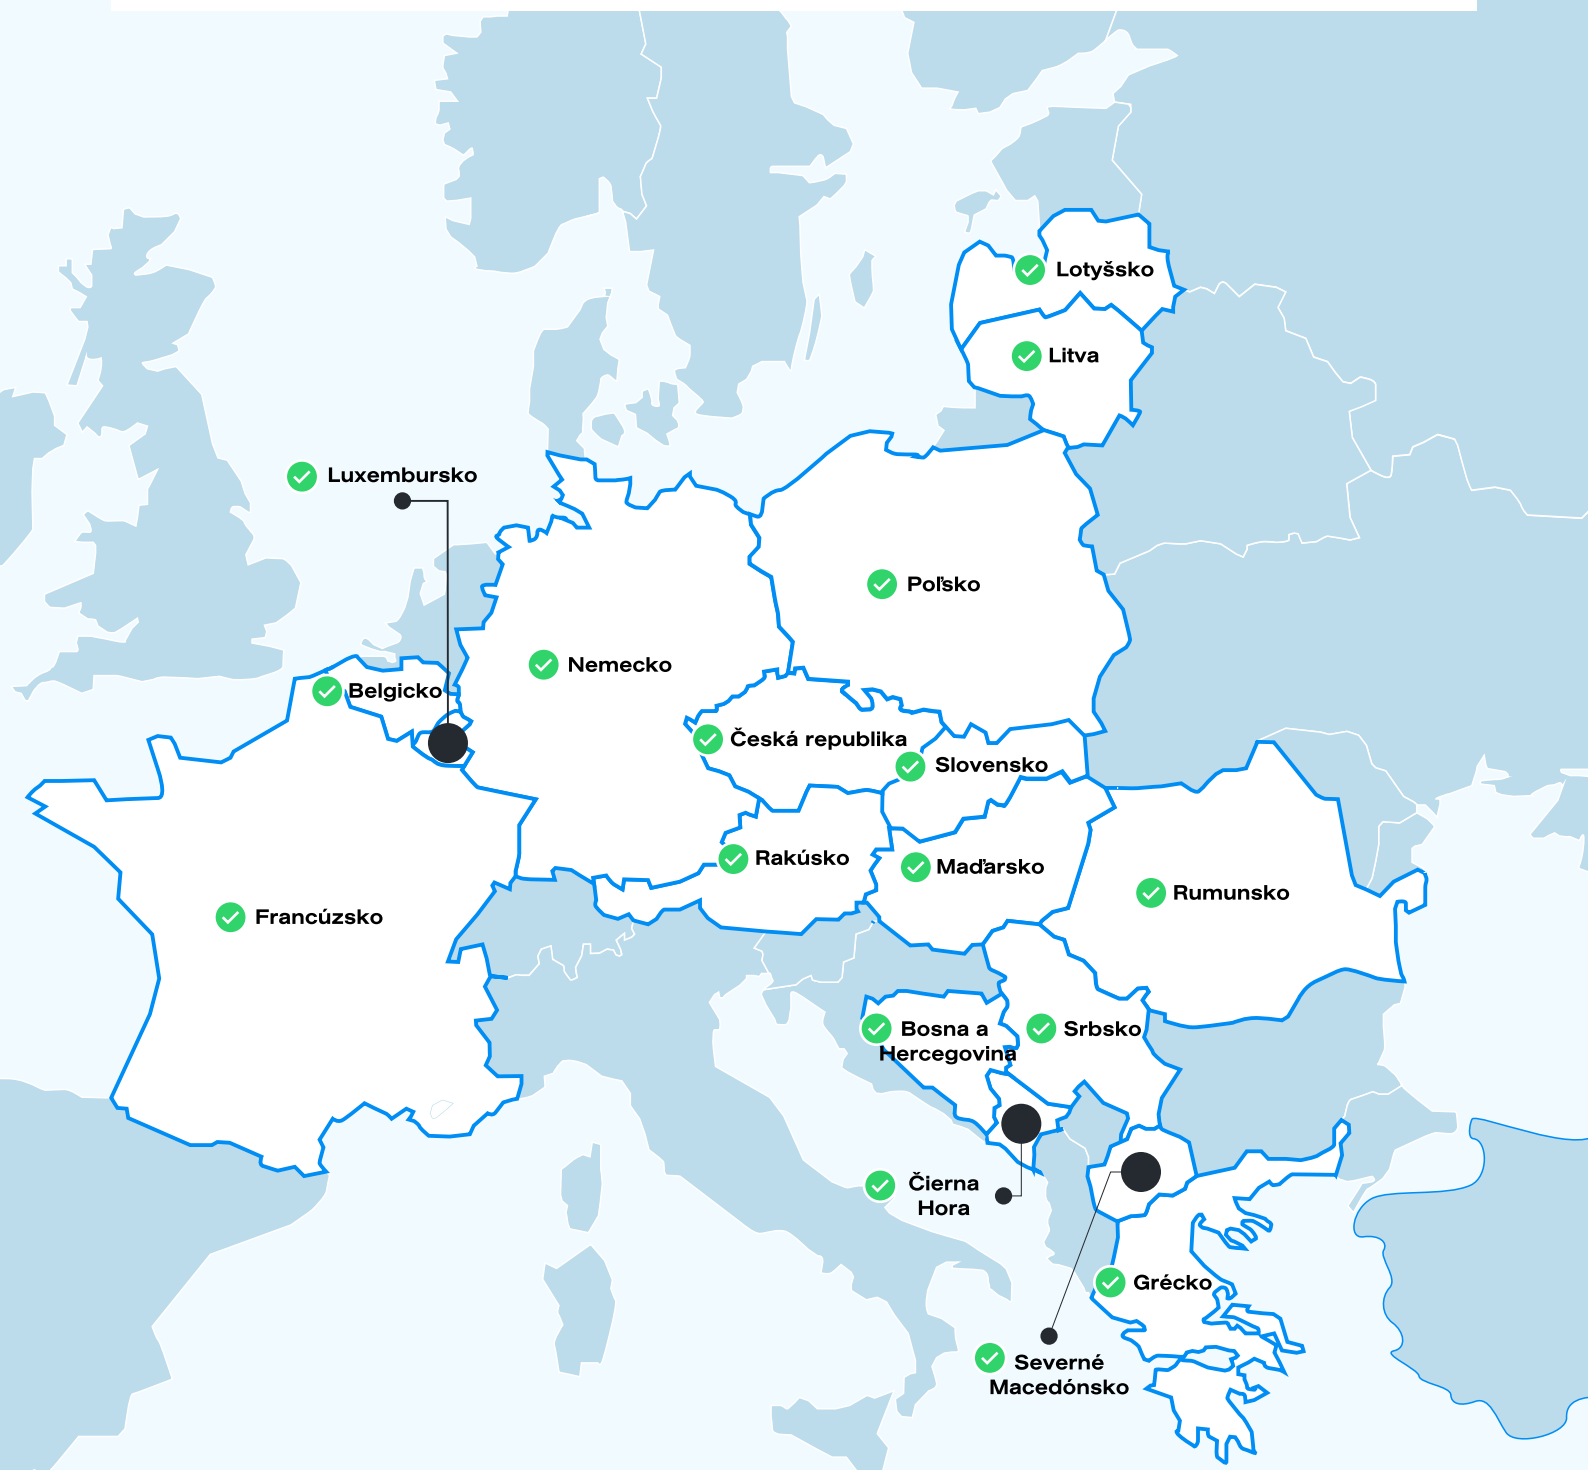 Lotyšsko
Litva
Luxembursko
Poľsko
Nemecko
Belgicko
Česká republika
Slovensko
Rakúsko
Maďarsko
Rumunsko
Francúzsko
Bosna a
Hercegovina
Srbsko
Čierna
Hora
Grécko
Severné
Macedónsko